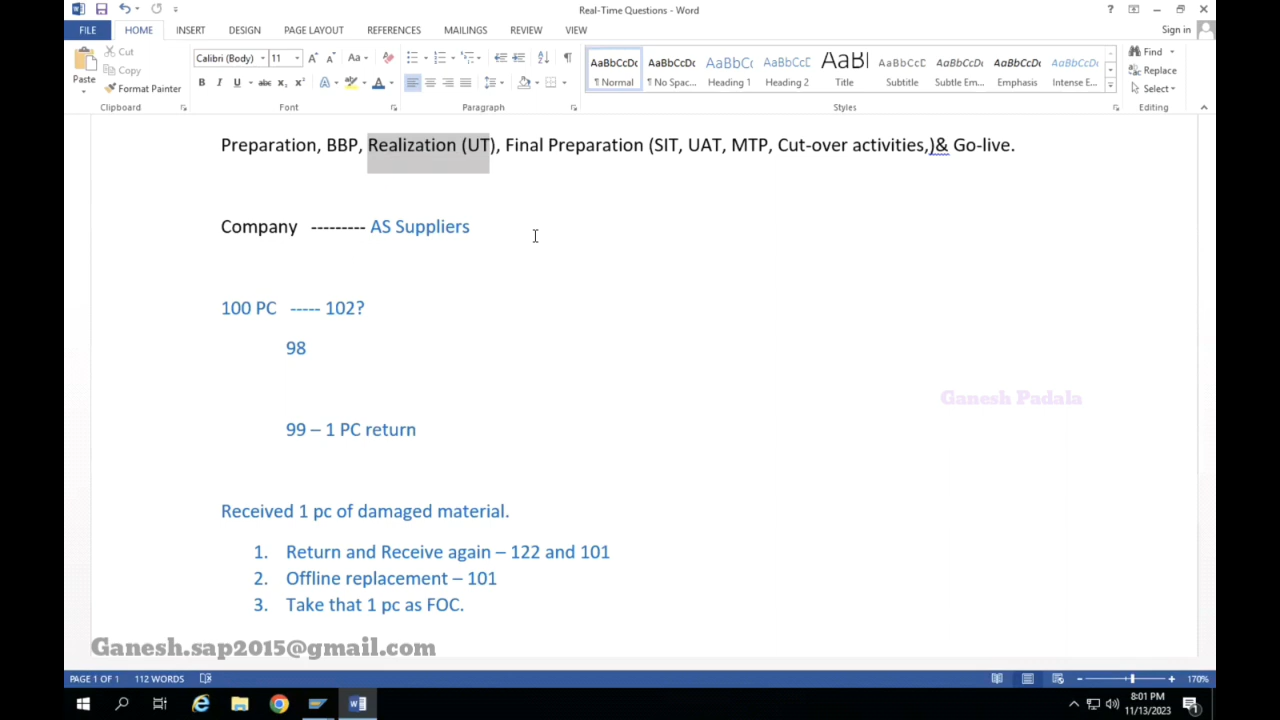 Real-Time Questions - Word
?
Sign in
FILE HOME INSERT DESIGN PAGE LAYOUT REFERENCES MAILINGS REVIEW VIEW
Paste
Cut
Copy
Format Painter
Clipboard
Calibri (Body) 11
B I U abc
Font
Paragraph
AaBbCcDc AaBbCcDc AaBbCc AaBbCcC AaBl AaBbCcC AaBbCcDc AaBbCcDc AaBbCcDc
¶ Normal ¶ No Spac... Heading 1 Heading 2 Title Subtitle Subtle Em... Emphasis Intense E...
Styles
Find
Replace
Select
Editing
Preparation, BBP, Realization (UT), Final Preparation (SIT, UAT, MTP, Cut-over activities,)& Go-live.
Company --------- AS Suppliers
100 PC ----- 102?
98
Ganesh Padala
99 – 1 PC return
Received 1 pc of damaged material.
1. Return and Receive again – 122 and 101
2. Offline replacement – 101
3. Take that 1 pc as FOC.
Ganesh.sap2015@gmail.com
PAGE 1 OF 1 112 WORDS
170%
8:01 PM
11/13/2023